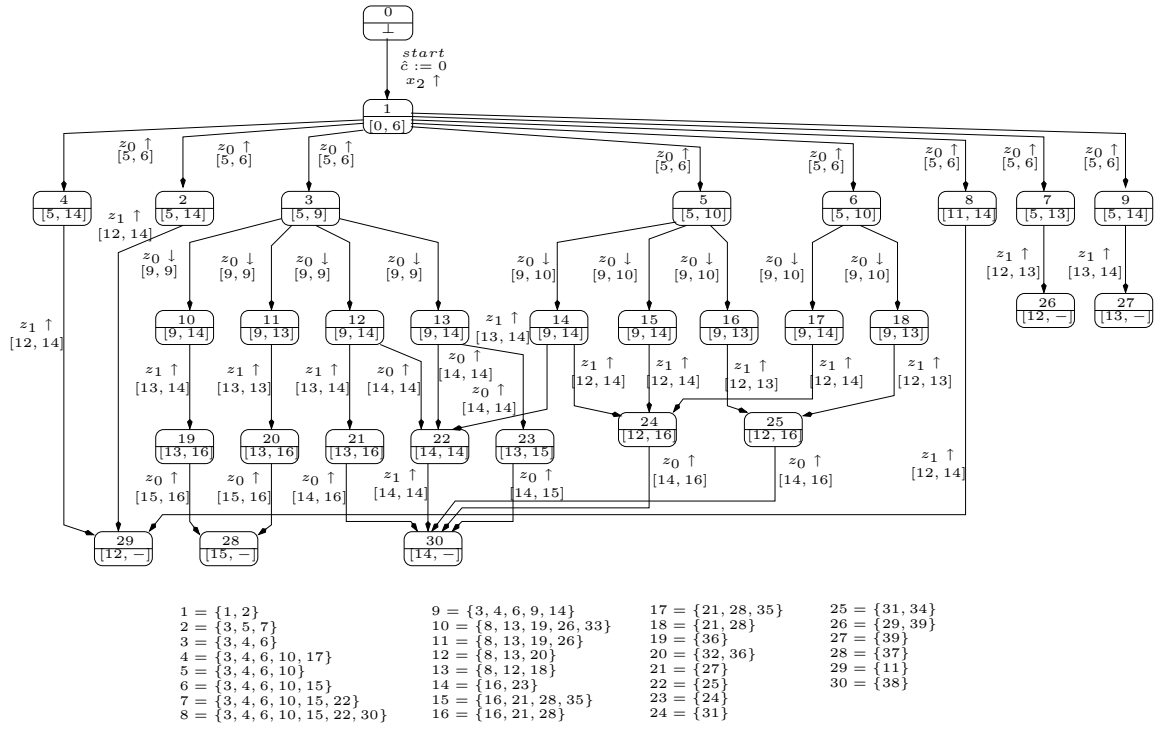 0
⊥
start
ĉ := 0
x₂ ↑
1
[0, 6]
z₀ ↑ z₀ ↑ z₀ ↑ z₀ ↑ z₀ ↑ z₀ ↑ z₀ ↑ z₀ ↑
[5, 6] [5, 6] [5, 6] [5, 6] [5, 6] [5, 6] [5, 6] [5, 6]
4 2 3 5 6 8 7 9
[5, 14] [5, 14] [5, 9] [5, 10] [5, 10] [11, 14] [5, 13] [5, 14]
z₁ ↑
[12, 14]
z₀ ↓ z₀ ↓ z₀ ↓ z₀ ↓ z₀ ↓ z₀ ↓ z₀ ↓ z₀ ↓ z₀ ↓ z₁ ↑ z₁ ↑
[9, 9] [9, 9] [9, 9] [9, 9] [9, 10] [9, 10] [9, 10] [9, 10] [9, 10] [12, 13] [13, 14]
26 27
[12, −] [13, −]
10 11 12 13 14 15 16 17 18
[9, 14] [9, 13] [9, 14] [9, 14] [9, 14] [9, 14] [9, 13] [9, 14] [9, 13]
z₁ ↑
[12, 14]
z₁ ↑
[13, 14]
z₁ ↑ z₁ ↑ z₁ ↑ z₀ ↑ z₀ ↑ z₁ ↑ z₁ ↑ z₁ ↑ z₁ ↑ z₁ ↑
[13, 14] [13, 13] [13, 14] [14, 14] [14, 14] [12, 14] [12, 14] [12, 13] [12, 14] [12, 13]
z₀ ↑
[14, 14]
24 25
[12, 16] [12, 16]
19 20 21 22 23
[13, 16] [13, 16] [13, 16] [14, 14] [13, 15]
z₀ ↑ z₀ ↑ z₁ ↑
[14, 16] [14, 16] [12, 14]
z₀ ↑ z₀ ↑ z₀ ↑ z₁ ↑ z₀ ↑
[15, 16] [15, 16] [14, 16] [14, 14] [14, 15]
29 28 30
[12, −] [15, −] [14, −]
1 = {1, 2}
2 = {3, 5, 7}
3 = {3, 4, 6}
4 = {3, 4, 6, 10, 17}
5 = {3, 4, 6, 10}
6 = {3, 4, 6, 10, 15}
7 = {3, 4, 6, 10, 15, 22}
8 = {3, 4, 6, 10, 15, 22, 30}
9 = {3, 4, 6, 9, 14}
10 = {8, 13, 19, 26, 33}
11 = {8, 13, 19, 26}
12 = {8, 13, 20}
13 = {8, 12, 18}
14 = {16, 23}
15 = {16, 21, 28, 35}
16 = {16, 21, 28}
17 = {21, 28, 35}
18 = {21, 28}
19 = {36}
20 = {32, 36}
21 = {27}
22 = {25}
23 = {24}
24 = {31}
25 = {31, 34}
26 = {29, 39}
27 = {39}
28 = {37}
29 = {11}
30 = {38}